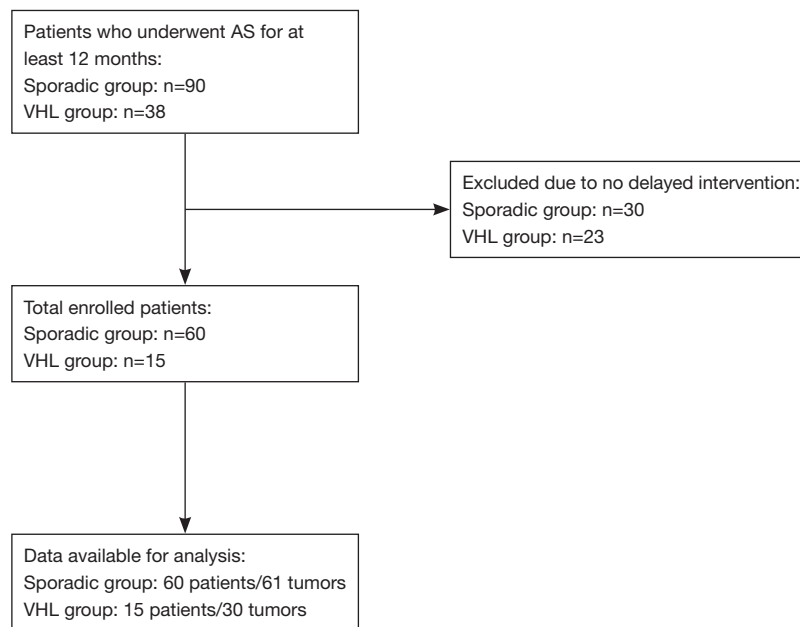 Patients who underwent AS for at
least 12 months:
Sporadic group: n=90
VHL group: n=38
Excluded due to no delayed intervention:
Sporadic group: n=30
VHL group: n=23
Total enrolled patients:
Sporadic group: n=60
VHL group: n=15
Data available for analysis:
Sporadic group: 60 patients/61 tumors
VHL group: 15 patients/30 tumors